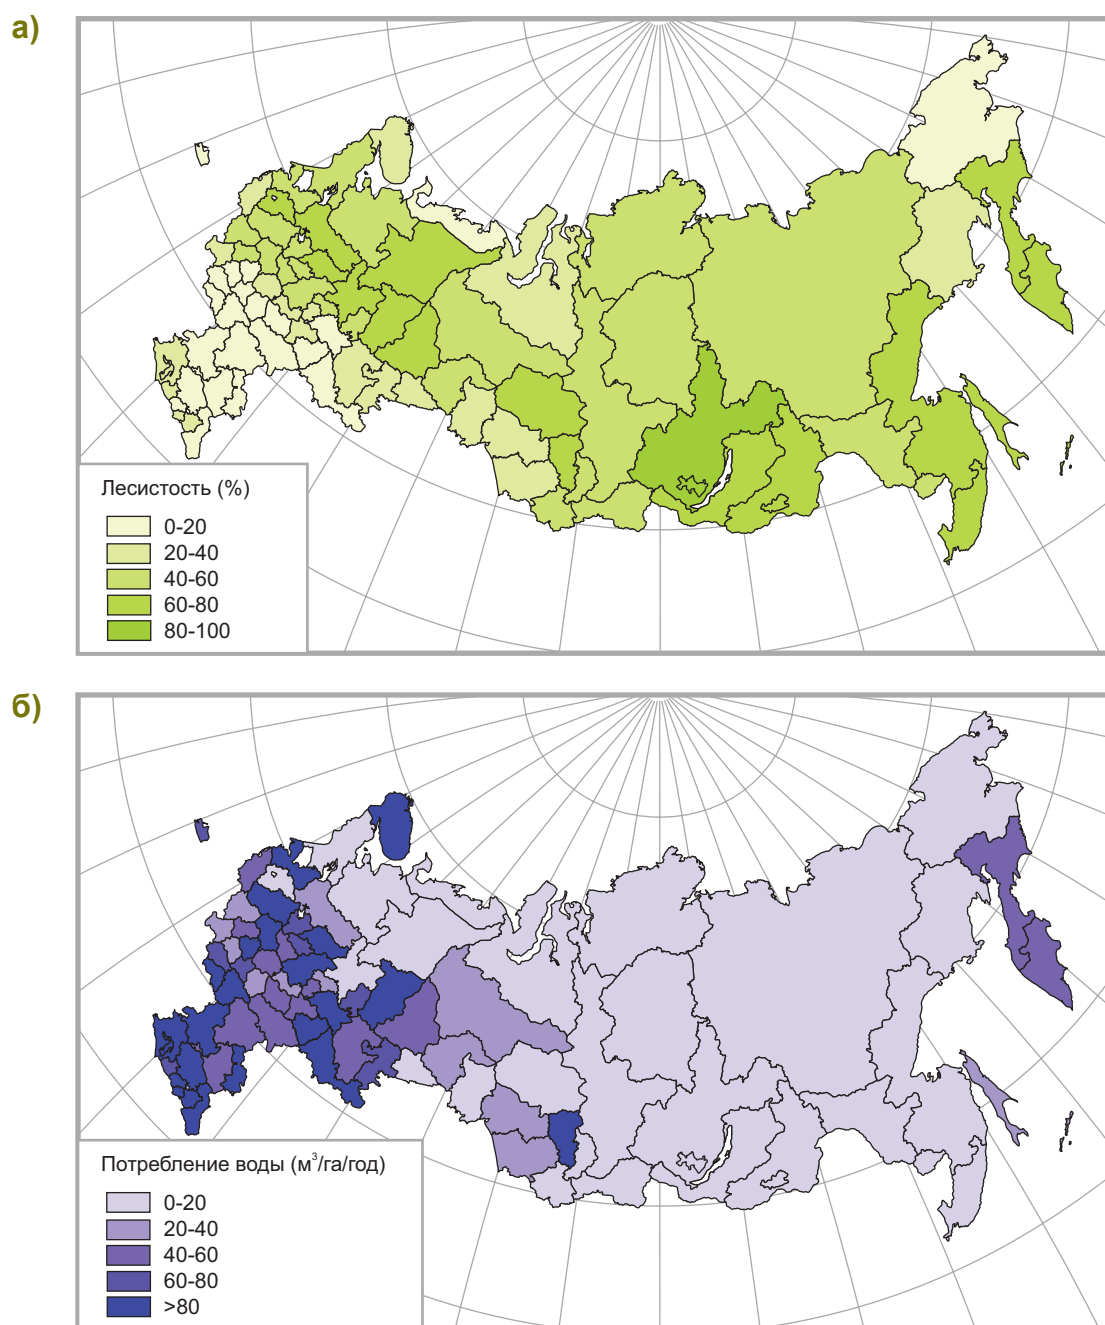 а)
Лесистость (%)
0-20
20-40
40-60
60-80
80-100
б)
Потребление воды (м³/га/год)
0-20
20-40
40-60
60-80
>80